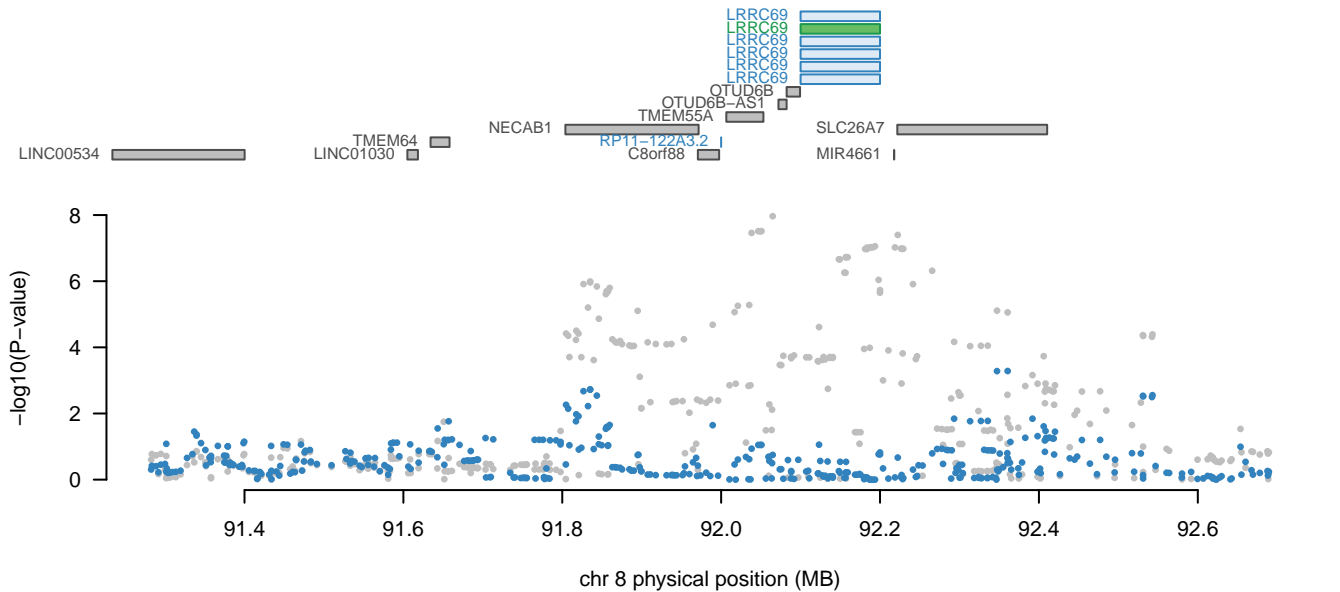 LRRC69
LRRC69
LRRC69
LRRC69
LRRC69
LRRC69
OTUD6B
OTUD6B−AS1
TMEM55A
NECAB1 SLC26A7
TMEM64 RP11−122A3.2
LINC00534 LINC01030 C8orf88 MIR4661
8
6
4
2
0
−log10(P−value)
91.4 91.6 91.8 92.0 92.2 92.4 92.6
chr 8 physical position (MB)